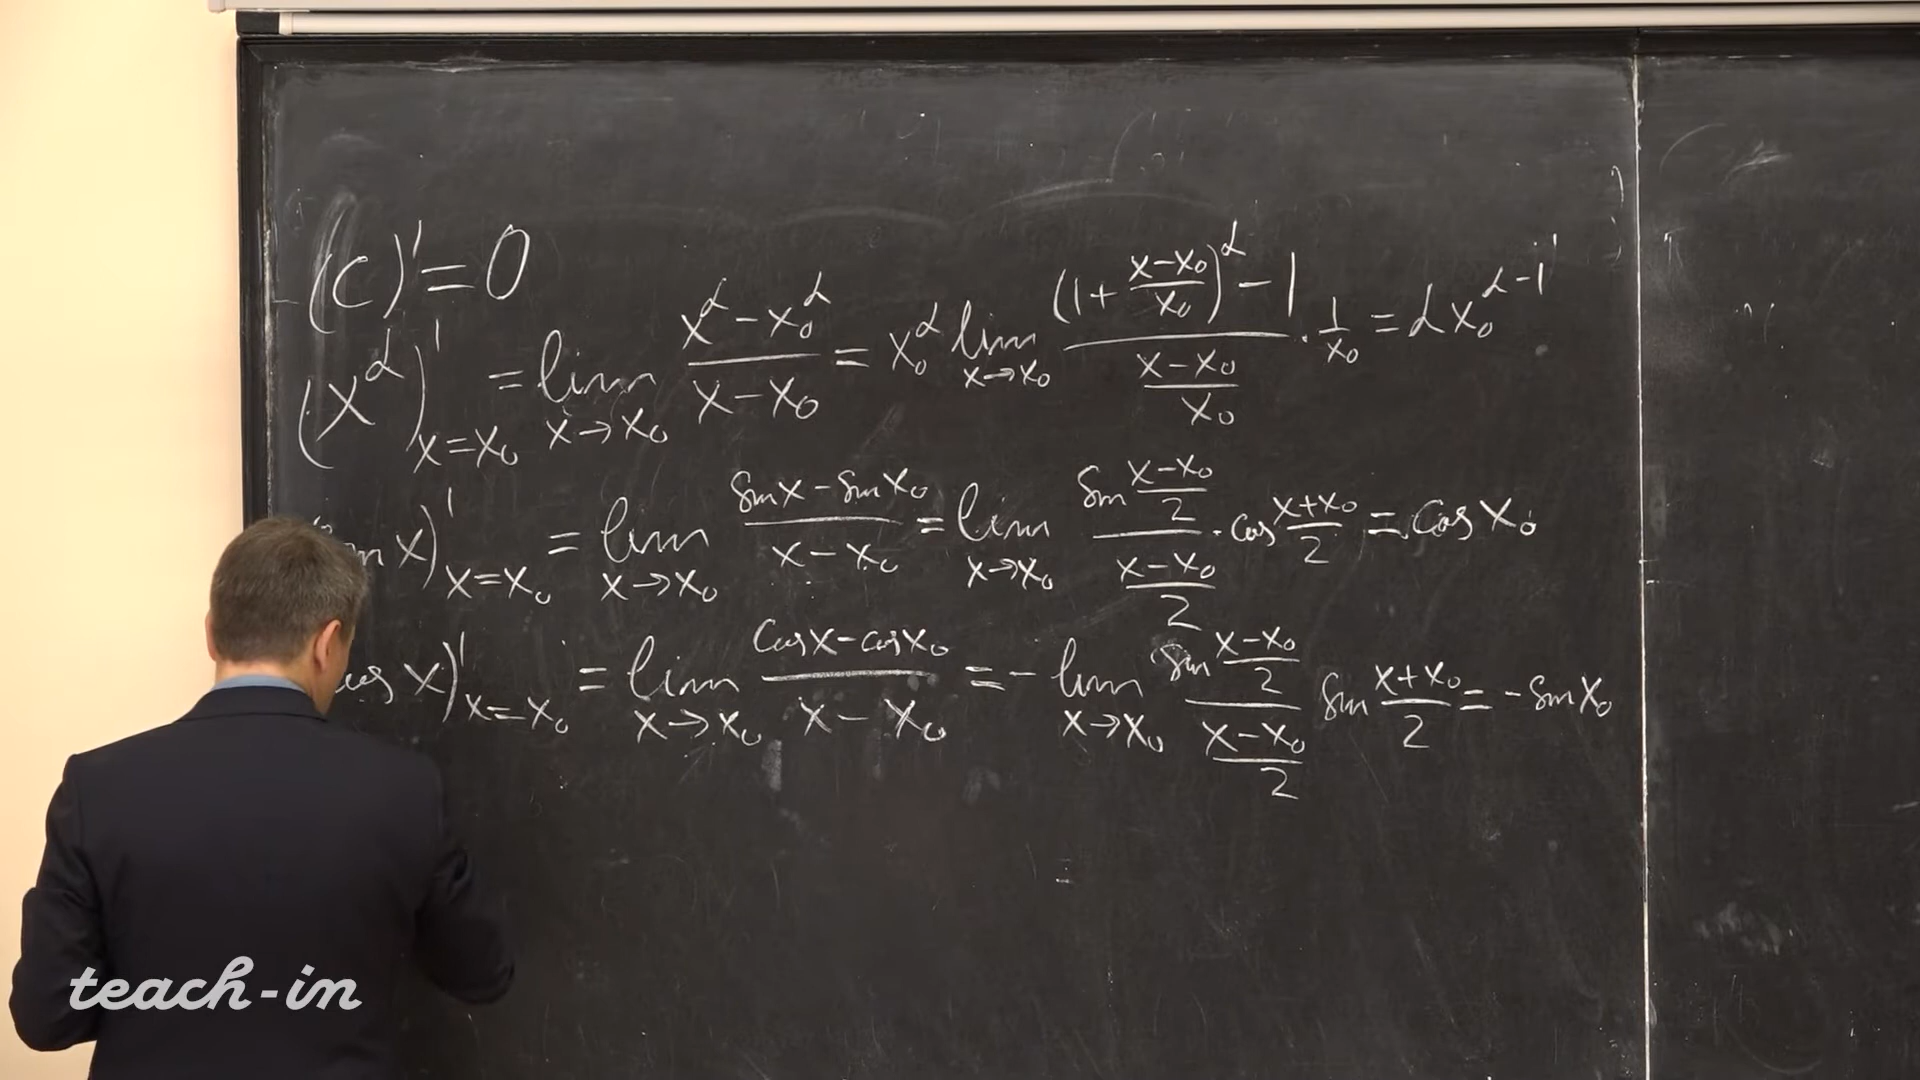 (c)' = 0
(x^α)'_{x=x₀} = lim_{x→x₀} (x^α − x₀^α)/(x − x₀) = x₀^α lim_{x→x₀} ((1 + (x−x₀)/x₀)^α − 1)/((x−x₀)/x₀) · 1/x₀ = αx₀^{α−1}
x)'_{x=x₀} = lim_{x→x₀} (sin x − sin x₀)/(x − x₀) = lim_{x→x₀} (sin (x−x₀)/2)/((x−x₀)/2) · cos (x+x₀)/2 = cos x₀
cos x)'_{x=x₀} = lim_{x→x₀} (cos x − cos x₀)/(x − x₀) = − lim_{x→x₀} (sin (x−x₀)/2)/((x−x₀)/2) sin (x+x₀)/2 = − sin x₀
teach-in